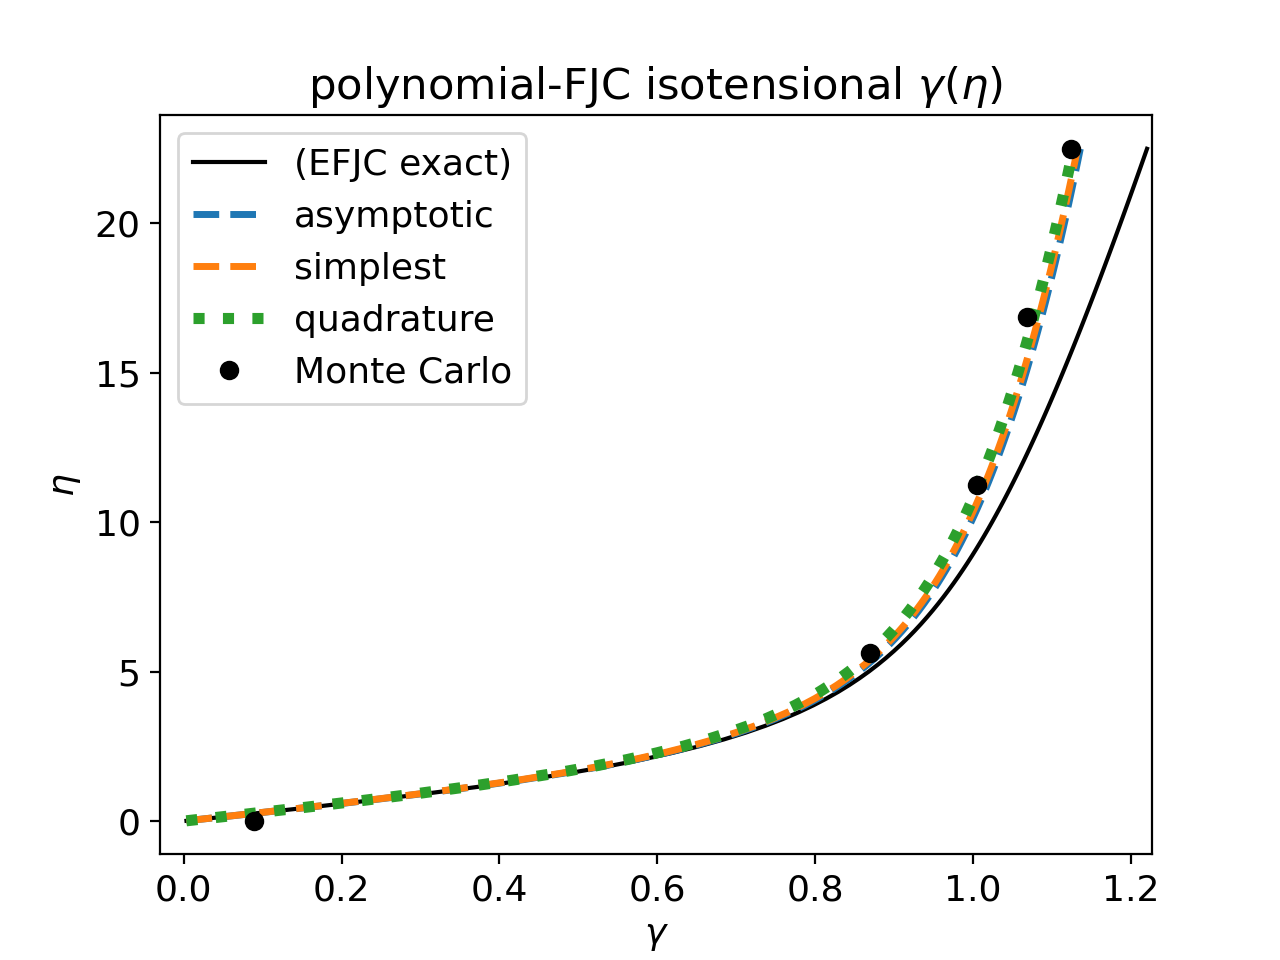 polynomial-FJC isotensional γ(η)
(EFJC exact)
asymptotic
simplest
quadrature
Monte Carlo
η
20
15
10
5
0
0.0 0.2 0.4 0.6 0.8 1.0 1.2
γ